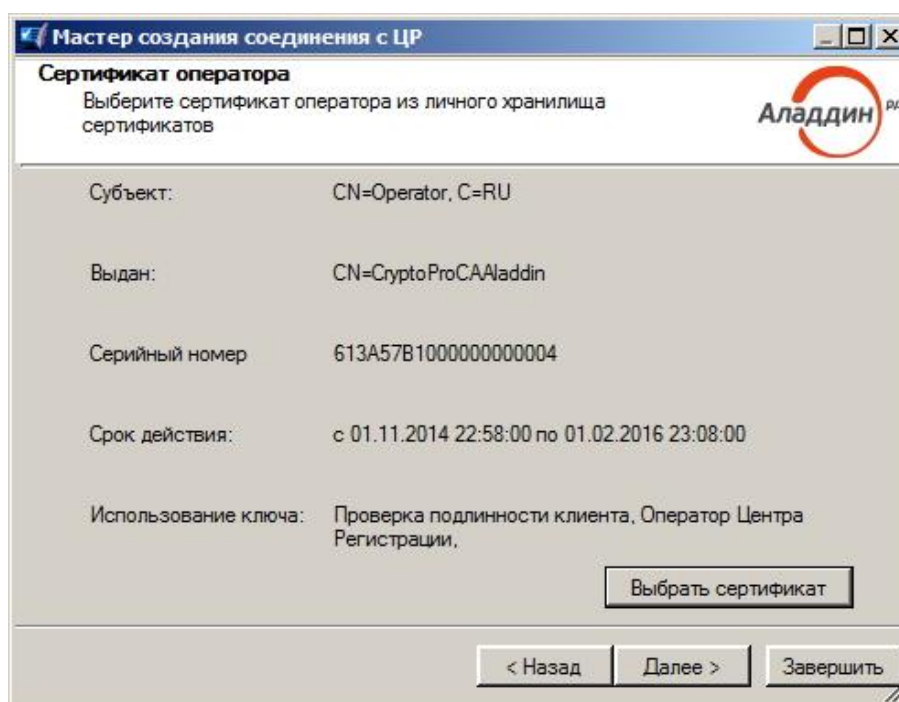 Мастер создания соединения с ЦР
Сертификат оператора
Выберите сертификат оператора из личного хранилища
сертификатов
Аладдин
Субъект: CN=Operator, C=RU
Выдан: CN=CryptoProCAAladdin
Серийный номер 613A57B1000000000004
Срок действия: с 01.11.2014 22:58:00 по 01.02.2016 23:08:00
Использование ключа: Проверка подлинности клиента, Оператор Центра
Регистрации,
Выбрать сертификат
< Назад Далее > Завершить